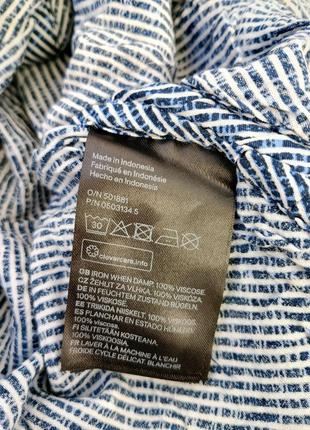 Made in Indonesia
Fabriqué en Indonésie
Hecho en Indonesia
O/N 501881
P/N 0503134.5
30
clevercare.info
GB IRON WHEN DAMP. 100% VISCOSE
CZ ŽEHLIT ZA VLHKA. 100% VISKÓZA
DE IN FEUCHTEM ZUSTAND BÜGELN.
100% VISKOSE.
EE TRIIKIDA NIISKELT. 100% VISKOOS
ES PLANCHAR EN ESTADO HÚMEDO
100% viscosa.
FI SILITETÄÄN KOSTEANA.
100% VISKOOSIA
FR LAVER À LA MACHINE À L'EAU
FROIDE CYCLE DÉLICAT. BLANCHIR